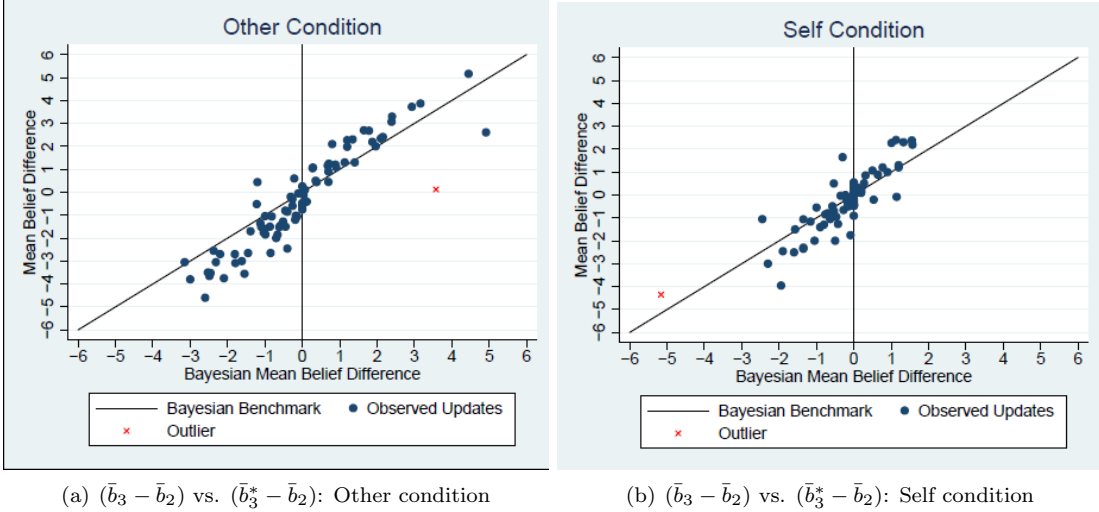 Other Condition
Mean Belief Difference
6
5
4
3
2
1
0
−1
−2
−3
−4
−5
−6
−6 −5 −4 −3 −2 −1 0 1 2 3 4 5 6
Bayesian Mean Belief Difference
Bayesian Benchmark Observed Updates
Outlier
(a) (b̄₃ − b̄₂) vs. (b̄₃* − b̄₂): Other condition
Self Condition
Mean Belief Difference
6
5
4
3
2
1
0
−1
−2
−3
−4
−5
−6
−6 −5 −4 −3 −2 −1 0 1 2 3 4 5 6
Bayesian Mean Belief Difference
Bayesian Benchmark Observed Updates
Outlier
(b) (b̄₃ − b̄₂) vs. (b̄₃* − b̄₂): Self condition